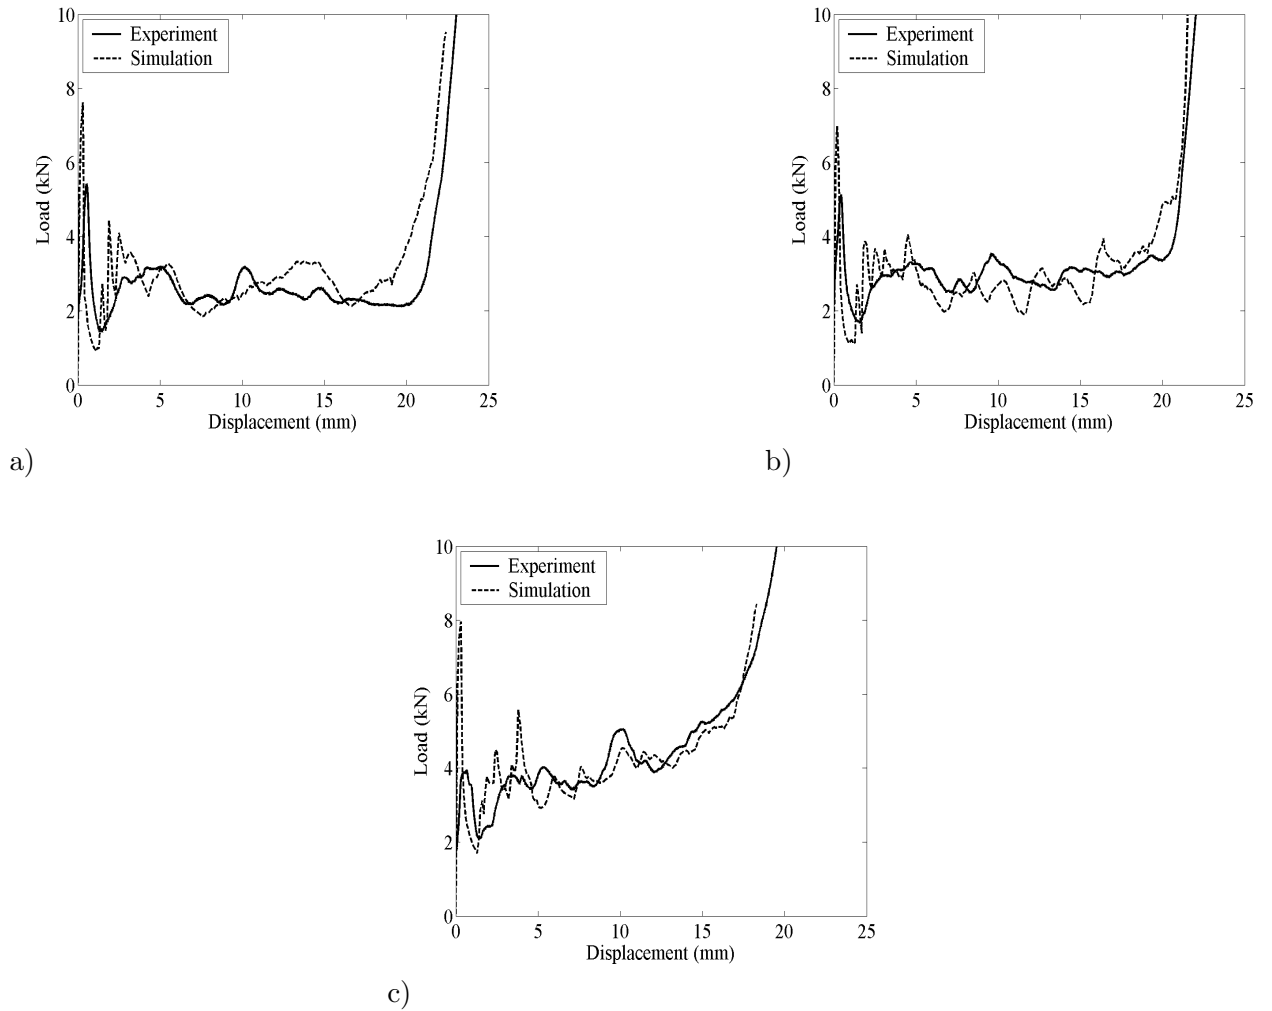 10
8
6
4
2
0
Load (kN)
Experiment
Simulation
0 5 10 15 20 25
Displacement (mm)
a)
10
8
6
4
2
0
Load (kN)
Experiment
Simulation
0 5 10 15 20 25
Displacement (mm)
b)
10
8
6
4
2
0
Load (kN)
Experiment
Simulation
0 5 10 15 20 25
Displacement (mm)
c)